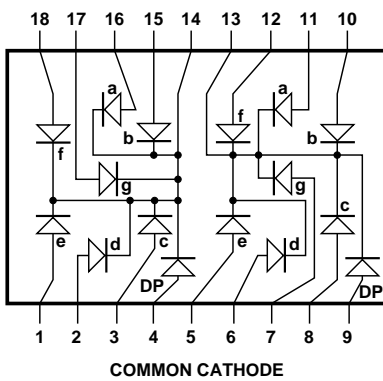 18 17 16 15 14 13 12 11 10
a a
f b f b
g g
c
e d c e d
DP DP
1 2 3 4 5 6 7 8 9
COMMON CATHODE